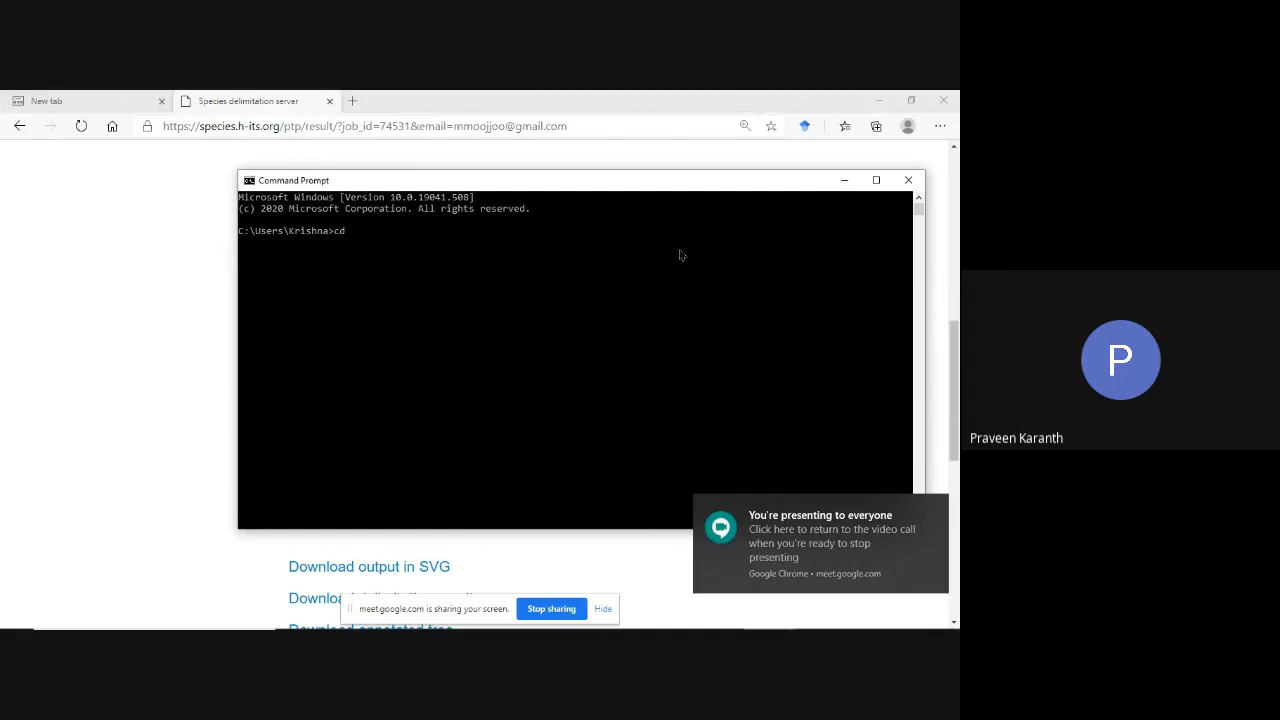 New tab
Species delimitation server
https://species.h-its.org/ptp/result/?job_id=74531&email=mmoojjoo@gmail.com
Command Prompt
Microsoft Windows [Version 10.0.19041.508]
(c) 2020 Microsoft Corporation. All rights reserved.
C:\Users\Krishna>cd
P
Praveen Karanth
You're presenting to everyone
Click here to return to the video call
when you're ready to stop
presenting
Google Chrome • meet.google.com
Download output in SVG
meet.google.com is sharing your screen.
Stop sharing
Hide
Download annotated tree